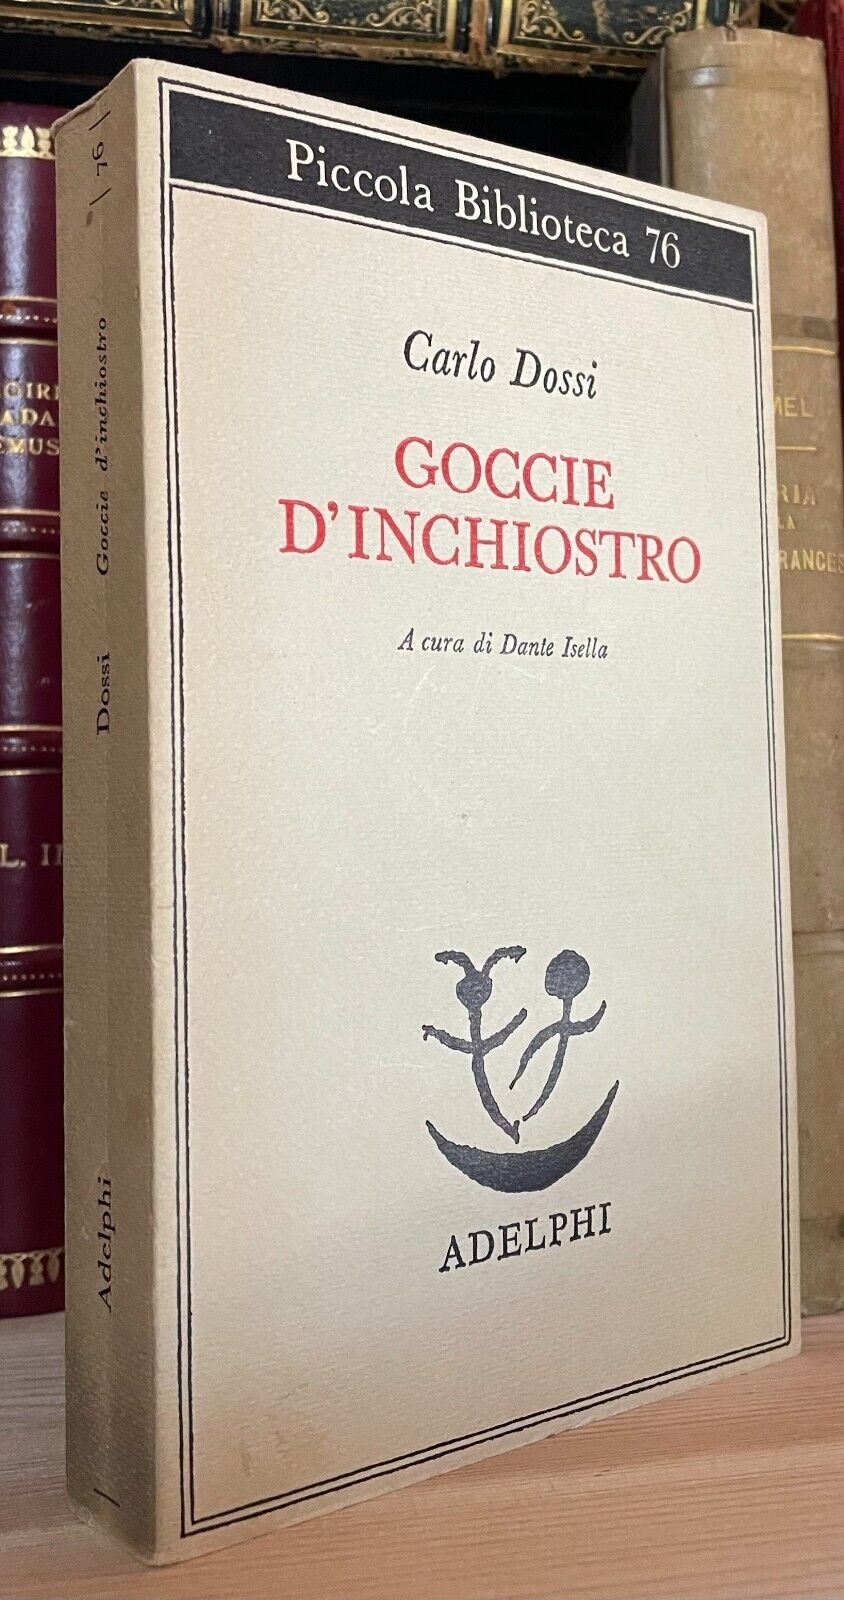 Piccola Biblioteca 76
Carlo Dossi
GOCCIE
D'INCHIOSTRO
A cura di Dante Isella
ADELPHI
76
Dossi Goccie d'inchiostro
Adelphi